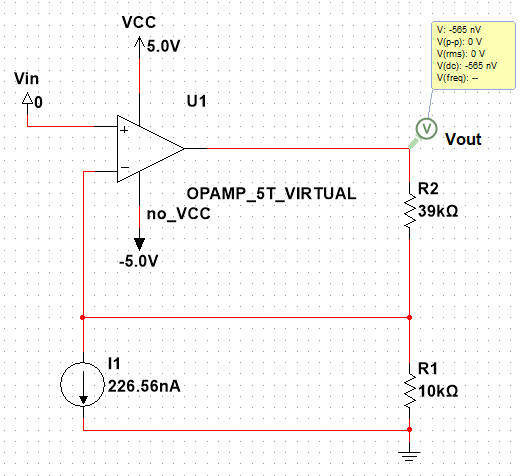 VCC
5.0V
Vin
0
U1
+
−
V: -565 nV
V(p-p): 0 V
V(rms): 0 V
V(dc): -565 nV
V(freq): --
V
Vout
OPAMP_5T_VIRTUAL
no_VCC
-5.0V
R2
39kΩ
I1
226.56nA
R1
10kΩ